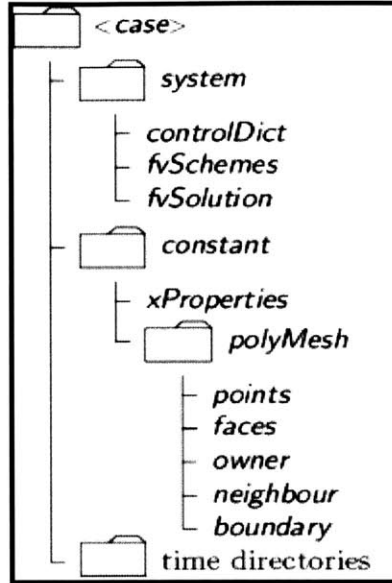 <case>
system
controlDict
fvSchemes
fvSolution
constant
xProperties
polyMesh
points
faces
owner
neighbour
boundary
time directories